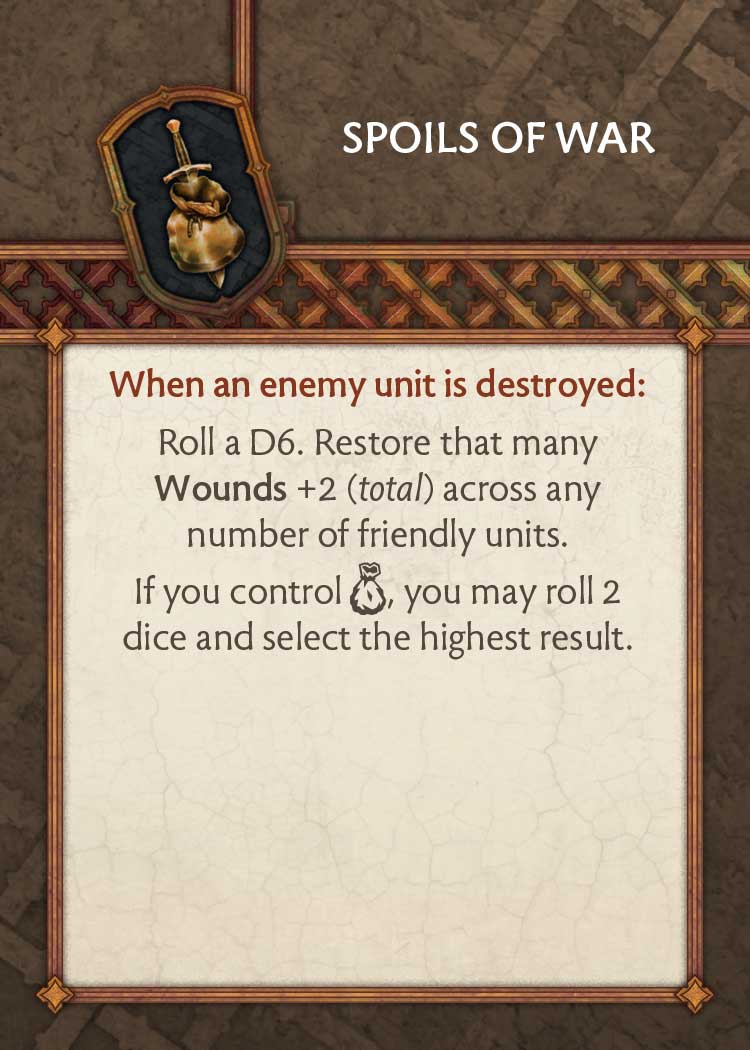 SPOILS OF WAR
When an enemy unit is destroyed:
Roll a D6. Restore that many
Wounds +2 (total) across any
number of friendly units.
If you control , you may roll 2
dice and select the highest result.